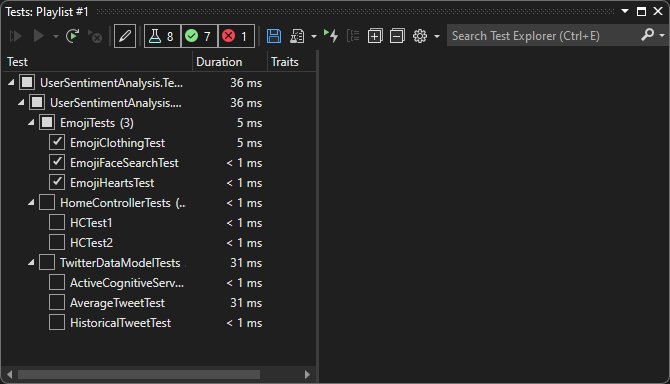 Tests: Playlist #1
8 7 1 Search Test Explorer (Ctrl+E)
Test Duration Traits
UserSentimentAnalysis.Te... 36 ms
UserSentimentAnalysis.... 36 ms
EmojiTests (3) 5 ms
EmojiClothingTest 5 ms
EmojiFaceSearchTest < 1 ms
EmojiHeartsTest < 1 ms
HomeControllerTests (.. < 1 ms
HCTest1 < 1 ms
HCTest2 < 1 ms
TwitterDataModelTests 31 ms
ActiveCognitiveServ... < 1 ms
AverageTweetTest 31 ms
HistoricalTweetTest < 1 ms